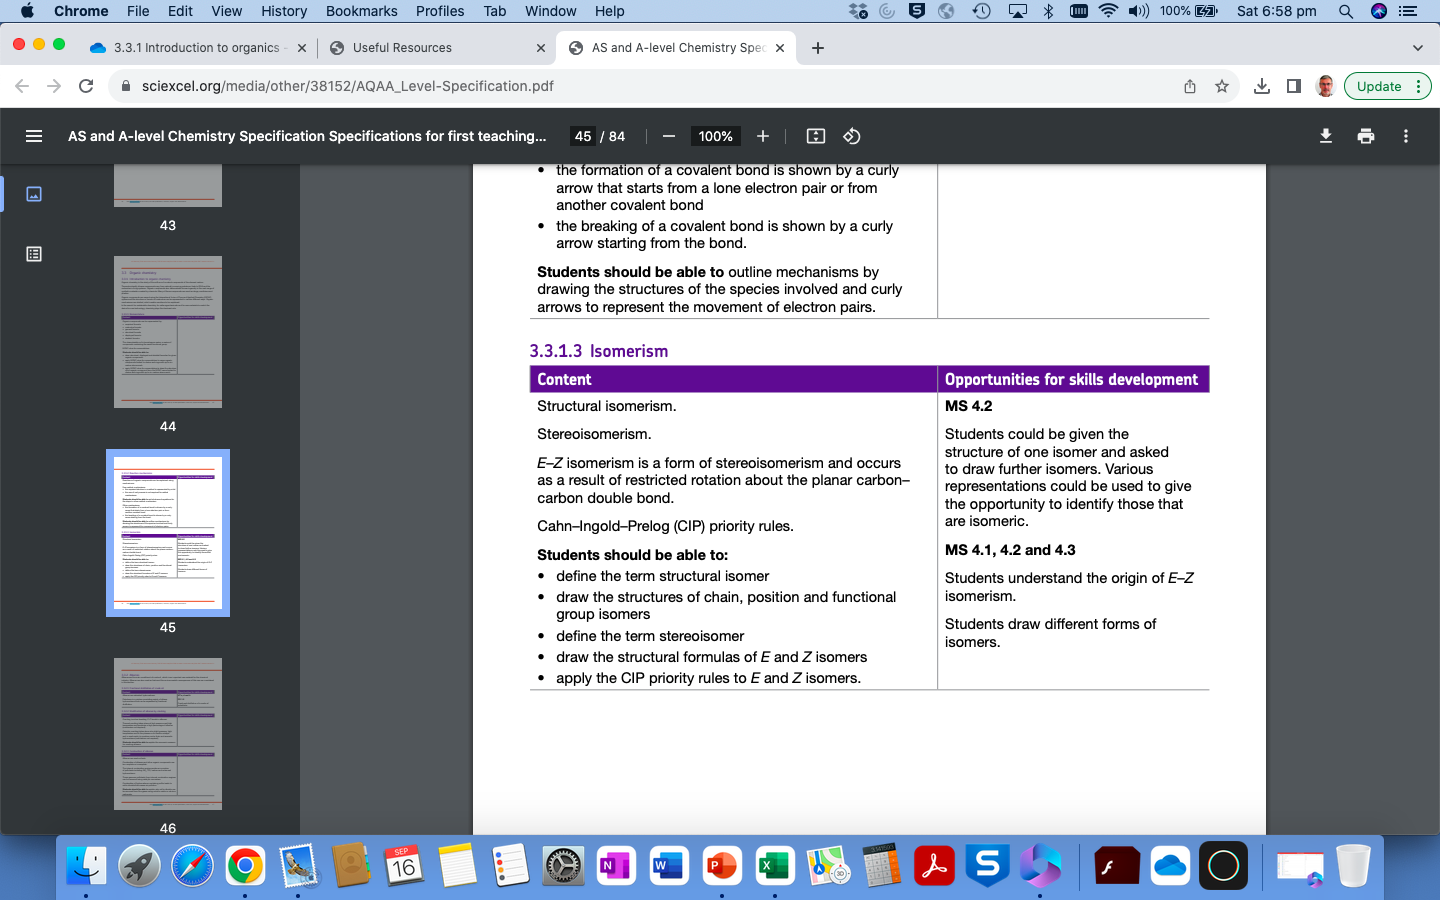 Chrome File Edit View History Bookmarks Profiles Tab Window Help 100% Sat 6:58 pm
3.3.1 Introduction to organics
Useful Resources
AS and A-level Chemistry Spec
sciexcel.org/media/other/38152/AQAA_Level-Specification.pdf
Update
AS and A-level Chemistry Specification Specifications for first teaching...
45 / 84
100%
43
44
45
46
• the formation of a covalent bond is shown by a curly
arrow that starts from a lone electron pair or from
another covalent bond
• the breaking of a covalent bond is shown by a curly
arrow starting from the bond.
Students should be able to outline mechanisms by
drawing the structures of the species involved and curly
arrows to represent the movement of electron pairs.
3.3.1.3 Isomerism
Content
Structural isomerism.
Stereoisomerism.
E–Z isomerism is a form of stereoisomerism and occurs
as a result of restricted rotation about the planar carbon–
carbon double bond.
Cahn–Ingold–Prelog (CIP) priority rules.
Students should be able to:
• define the term structural isomer
• draw the structures of chain, position and functional
group isomers
• define the term stereoisomer
• draw the structural formulas of E and Z isomers
• apply the CIP priority rules to E and Z isomers.
Opportunities for skills development
MS 4.2
Students could be given the
structure of one isomer and asked
to draw further isomers. Various
representations could be used to give
the opportunity to identify those that
are isomeric.
MS 4.1, 4.2 and 4.3
Students understand the origin of E–Z
isomerism.
Students draw different forms of
isomers.
SEP
16
N
W
P
X
3D
S